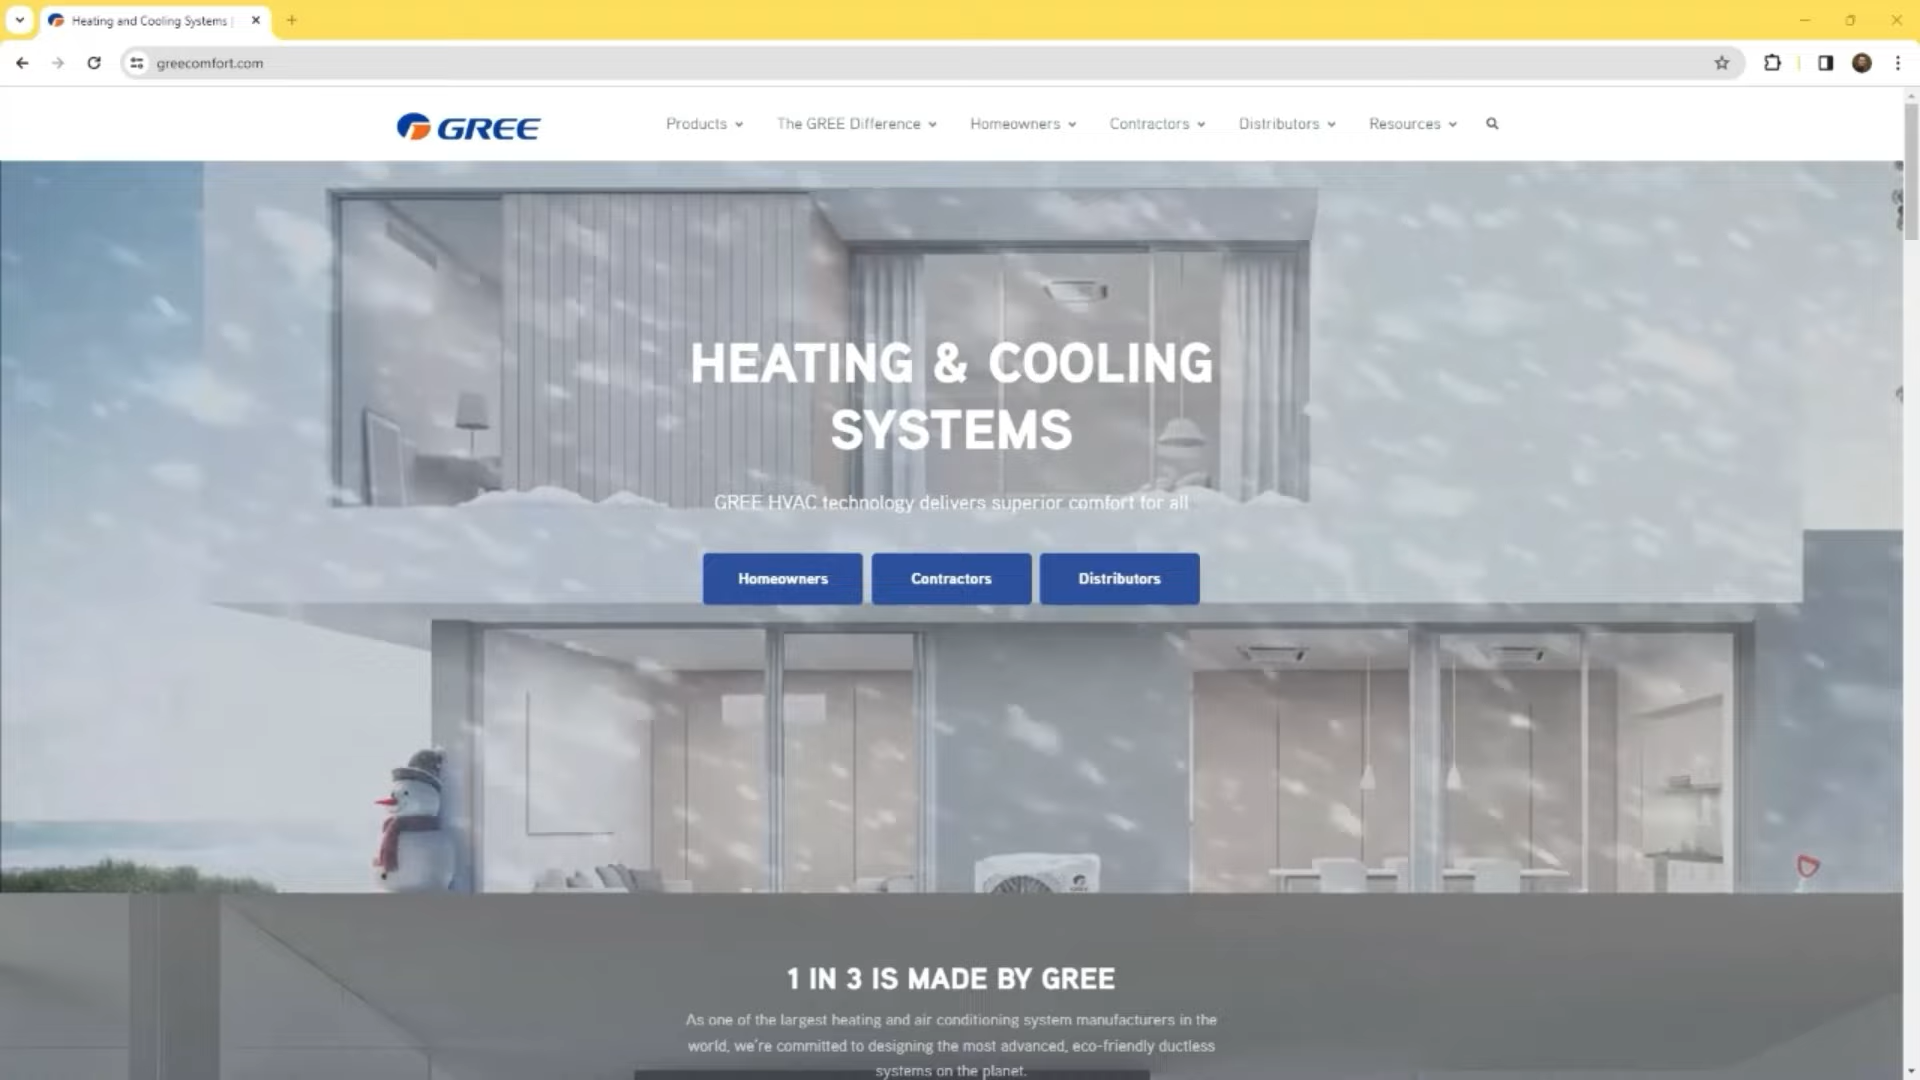 Heating and Cooling Systems |
greecomfort.com
GREE
Products
The GREE Difference
Homeowners
Contractors
Distributors
Resources
HEATING & COOLING
SYSTEMS
GREE HVAC technology delivers superior comfort for all
Homeowners
Contractors
Distributors
1 IN 3 IS MADE BY GREE
As one of the largest heating and air conditioning system manufacturers in the
world, we're committed to designing the most advanced, eco-friendly ductless
systems on the planet.